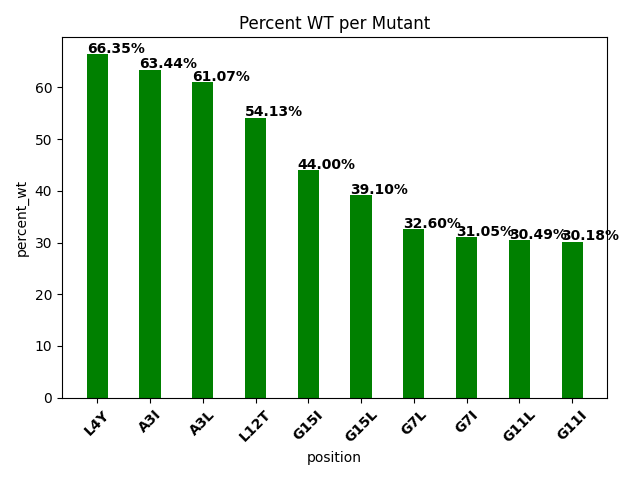 Percent WT per Mutant
66.35%
63.44%
61.07%
54.13%
44.00%
39.10%
32.60%
31.05%
30.49%
30.18%
percent_wt
60
50
40
30
20
10
0
L4Y
A3I
A3L
L12T
G15I
G15L
G7L
G7I
G11L
G11I
position